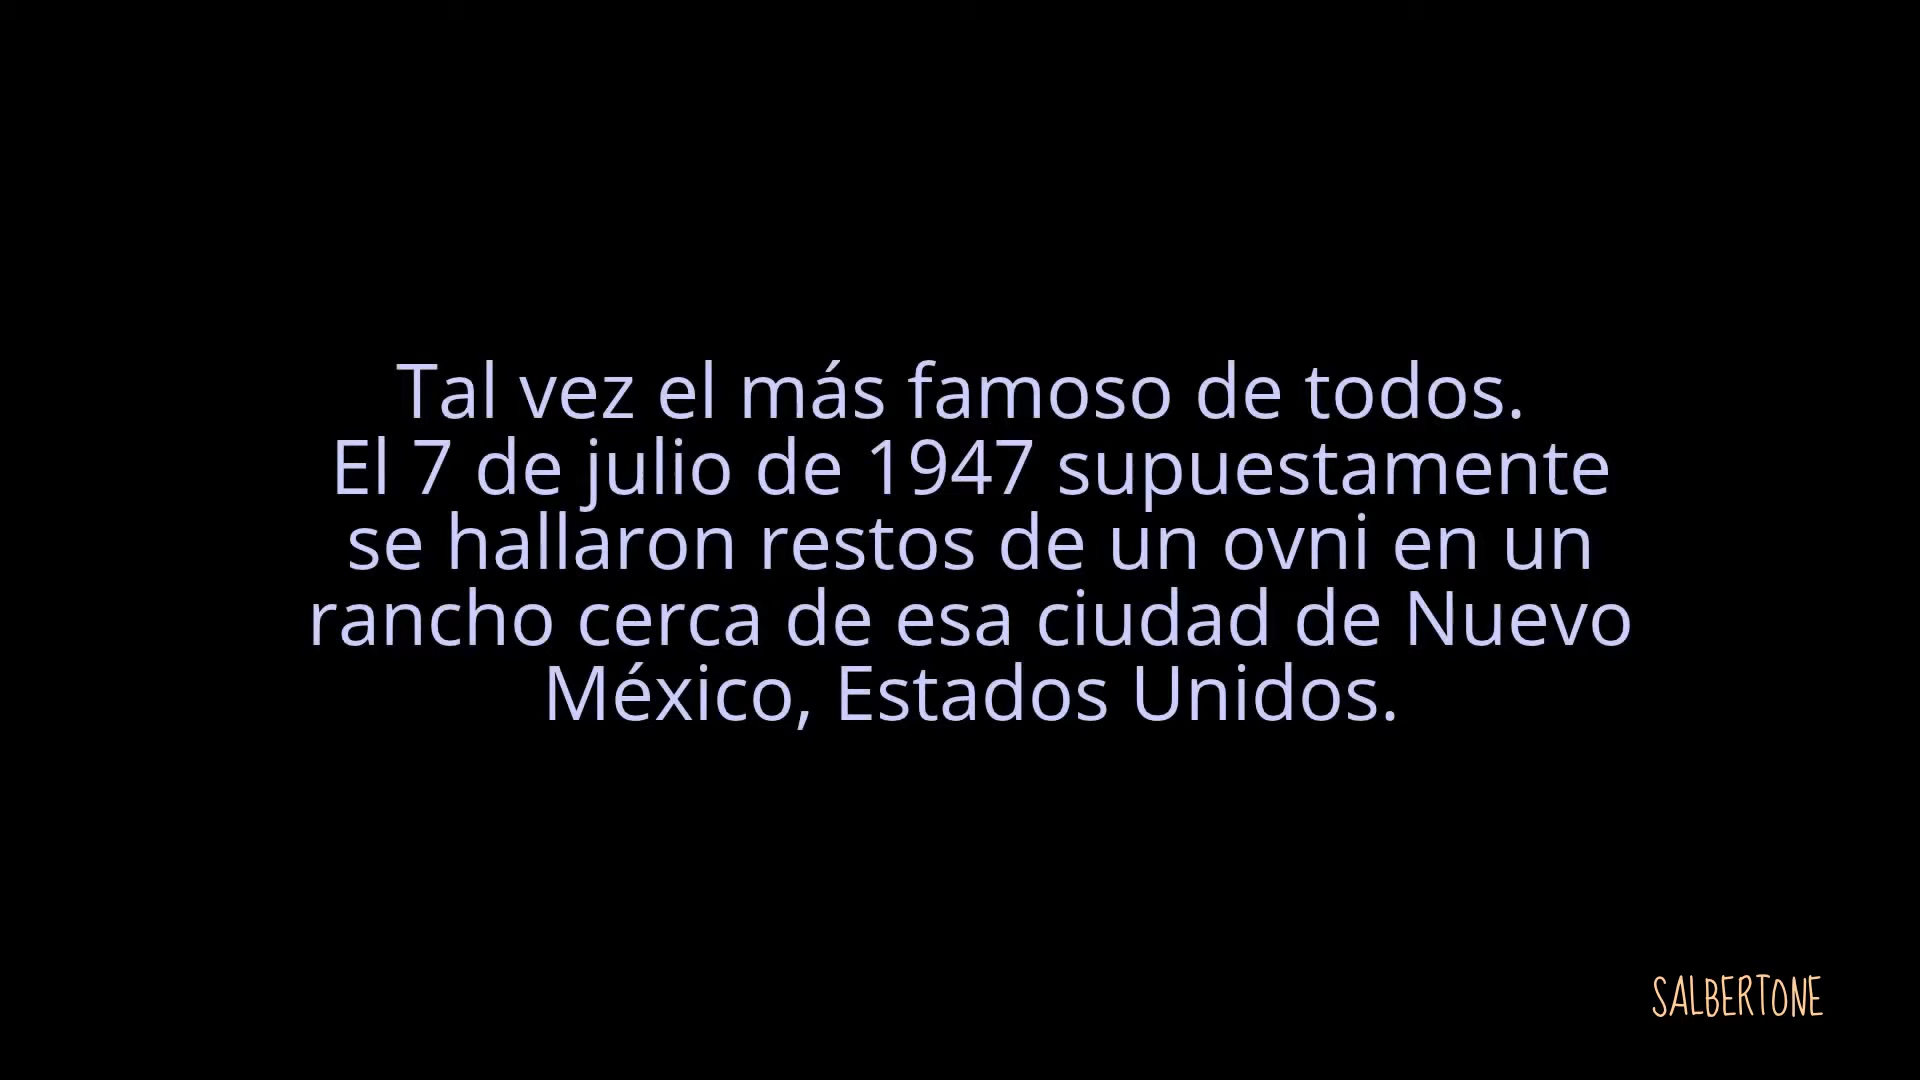 Tal vez el más famoso de todos.
El 7 de julio de 1947 supuestamente
se hallaron restos de un ovni en un
rancho cerca de esa ciudad de Nuevo
México, Estados Unidos.
SALBERTONE